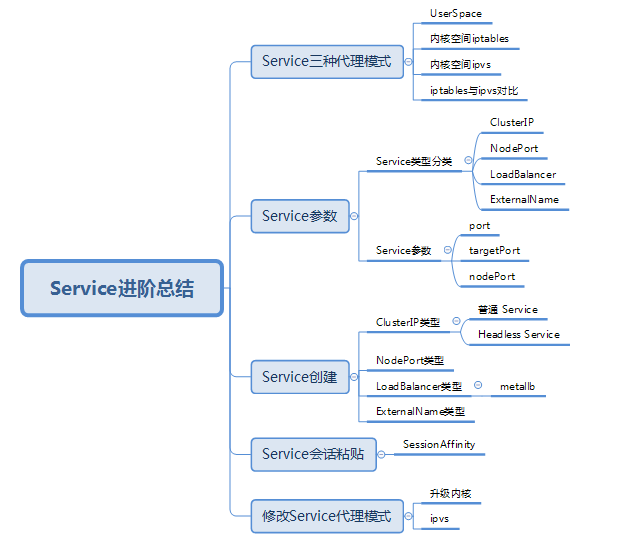 Service进阶总结
Service三种代理模式
UserSpace
内核空间iptables
内核空间ipvs
iptables与ipvs对比
Service参数
Service类型分类
ClusterIP
NodePort
LoadBalancer
ExternalName
Service参数
port
targetPort
nodePort
Service创建
ClusterIP类型
普通 Service
Headless Service
NodePort类型
LoadBalancer类型
metallb
ExternalName类型
Service会话粘贴
SessionAffinity
修改Service代理模式
升级内核
ipvs